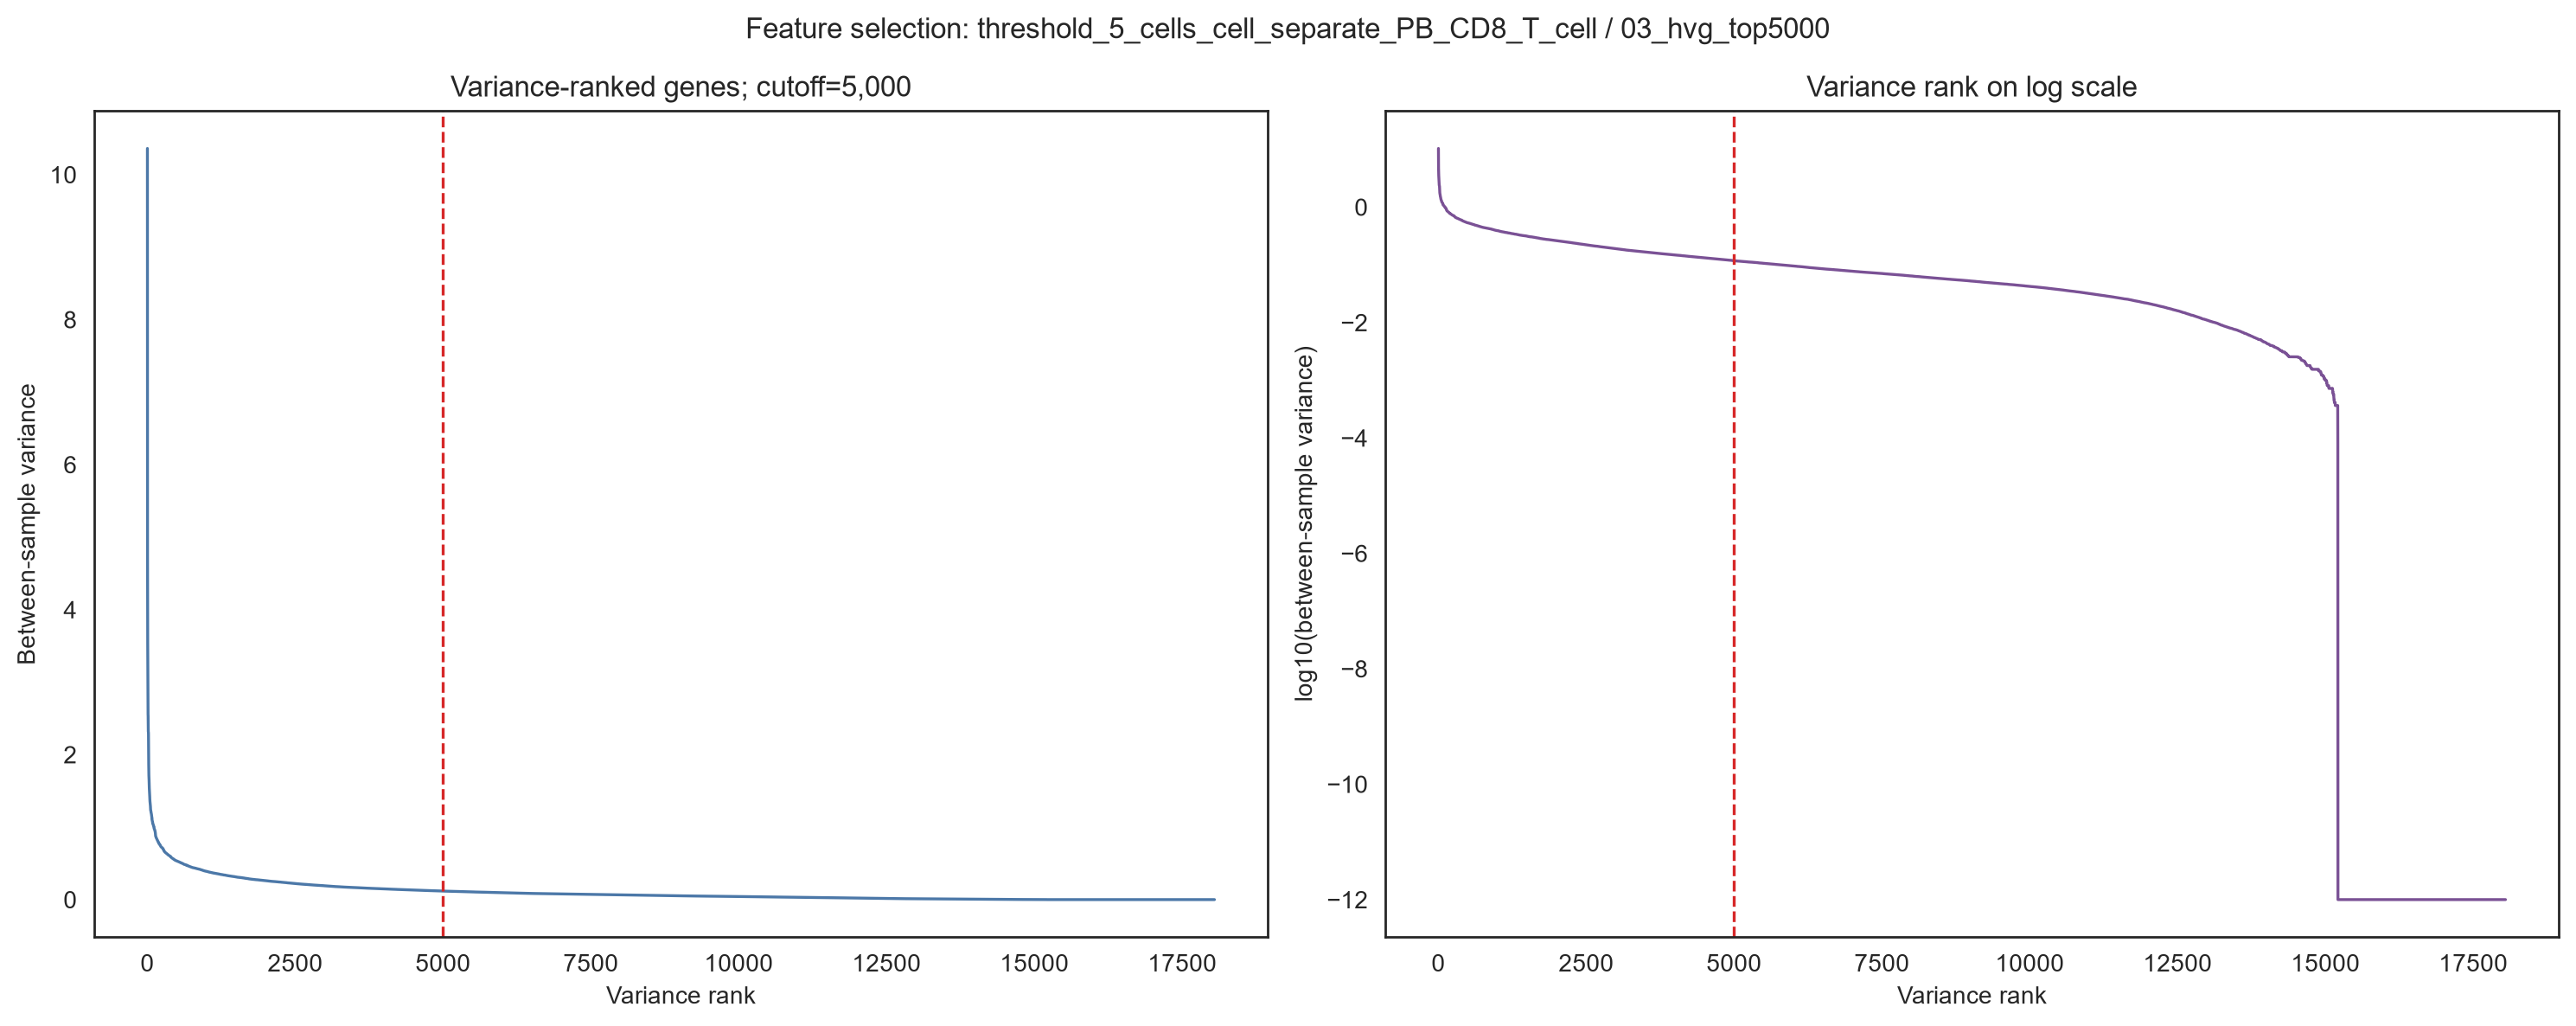 Feature selection: threshold_5_cells_cell_separate_PB_CD8_T_cell / 03_hvg_top5000
Variance-ranked genes; cutoff=5,000
Between-sample variance
10
8
6
4
2
0
0 2500 5000 7500 10000 12500 15000 17500
Variance rank
Variance rank on log scale
log10(between-sample variance)
0
−2
−4
−6
−8
−10
−12
0 2500 5000 7500 10000 12500 15000 17500
Variance rank